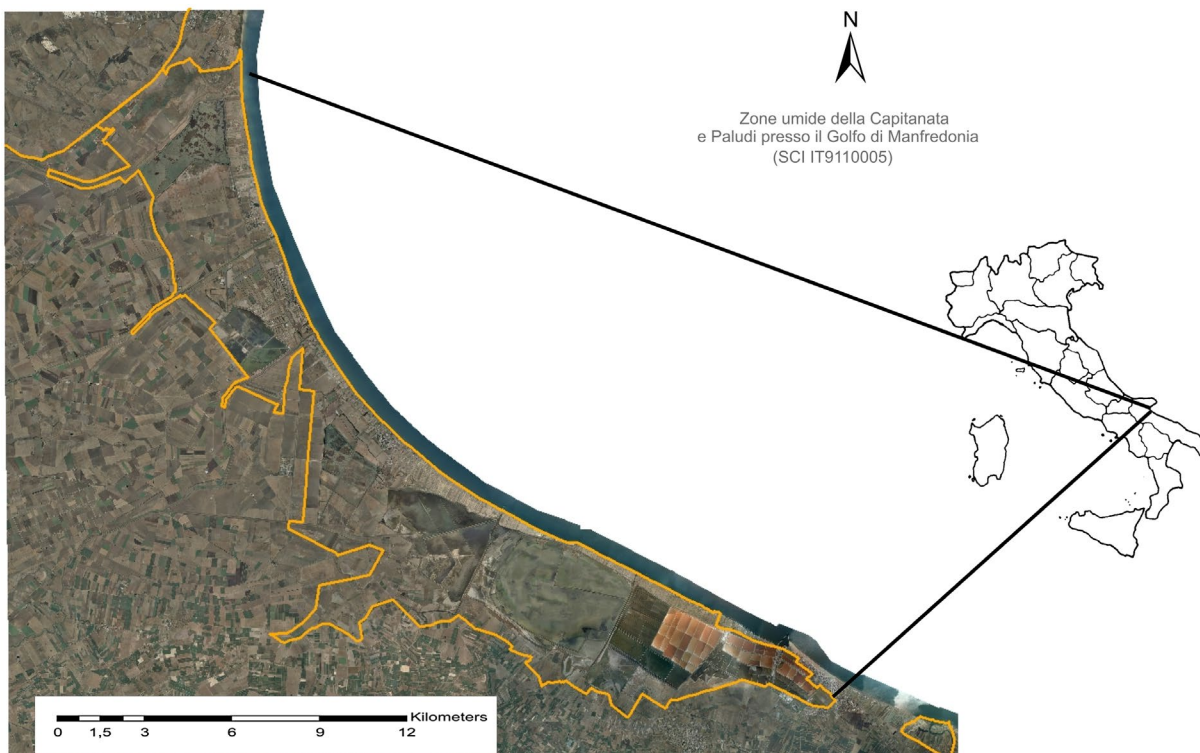 N
Zone umide della Capitanata
e Paludi presso il Golfo di Manfredonia
(SCI IT9110005)
Kilometers
0 1,5 3 6 9 12